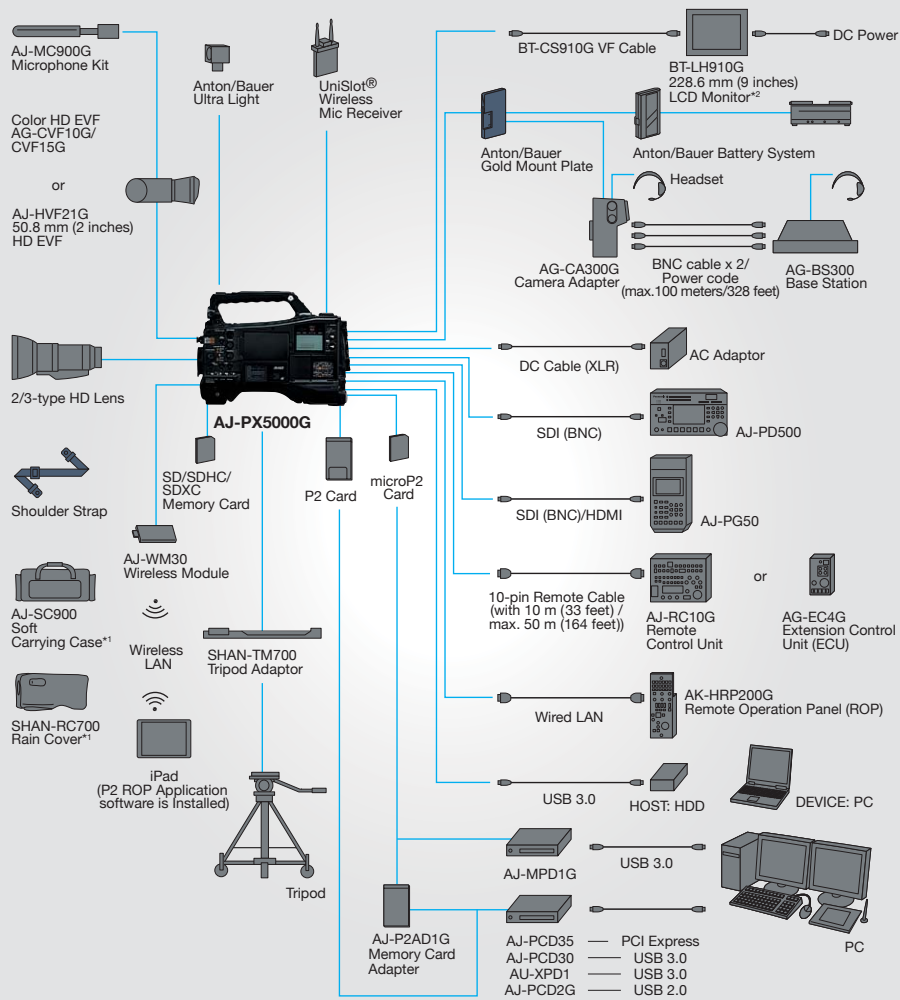 AJ-MC900G
Microphone Kit
Anton/Bauer
Ultra Light
UniSlot®
Wireless
Mic Receiver
BT-CS910G VF Cable
BT-LH910G
228.6 mm (9 inches)
LCD Monitor*2
DC Power
Color HD EVF
AG-CVF10G/
CVF15G
or
AJ-HVF21G
50.8 mm (2 inches)
HD EVF
Anton/Bauer
Gold Mount Plate
Anton/Bauer Battery System
Headset
AG-CA300G
Camera Adapter
BNC cable x 2/
Power code
(max.100 meters/328 feet)
AG-BS300
Base Station
2/3-type HD Lens
AJ-PX5000G
DC Cable (XLR)
AC Adaptor
SDI (BNC)
AJ-PD500
SD/SDHC/
SDXC
Memory Card
P2 Card
microP2
Card
Shoulder Strap
SDI (BNC)/HDMI
AJ-PG50
AJ-WM30
Wireless Module
10-pin Remote Cable
(with 10 m (33 feet) /
max. 50 m (164 feet))
AJ-RC10G
Remote
Control Unit
or
AG-EC4G
Extension Control
Unit (ECU)
AJ-SC900
Soft
Carrying Case*1
Wireless
LAN
SHAN-TM700
Tripod Adaptor
SHAN-RC700
Rain Cover*1
Wired LAN
AK-HRP200G
Remote Operation Panel (ROP)
iPad
(P2 ROP Application
software is Installed)
USB 3.0
HOST: HDD
DEVICE: PC
Tripod
AJ-MPD1G
USB 3.0
AJ-P2AD1G
Memory Card
Adapter
AJ-PCD35 — PCI Express
AJ-PCD30 — USB 3.0
AU-XPD1 — USB 3.0
AJ-PCD2G — USB 2.0
PC